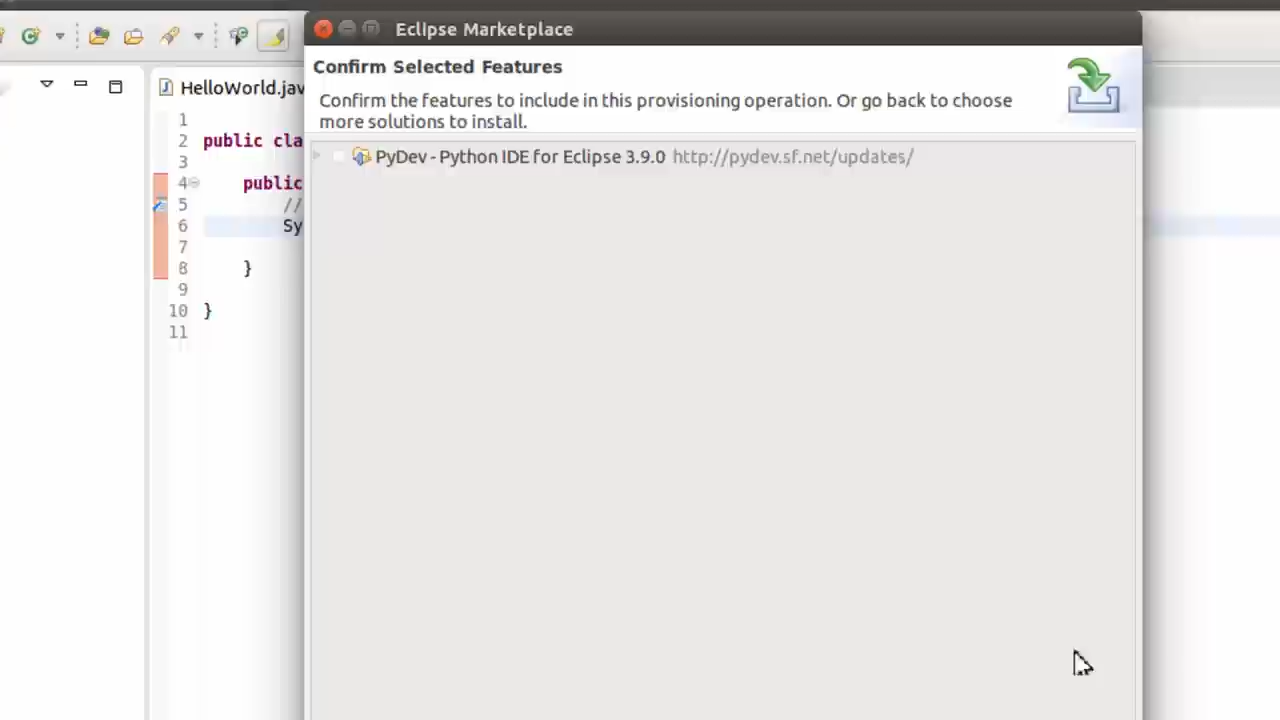 Eclipse Marketplace
Confirm Selected Features
Confirm the features to include in this provisioning operation. Or go back to choose
more solutions to install.
PyDev - Python IDE for Eclipse 3.9.0 http://pydev.sf.net/updates/
HelloWorld.jav
1
2 public cla
3
4 public
5 //
6 Sy
7
8 }
9
10 }
11